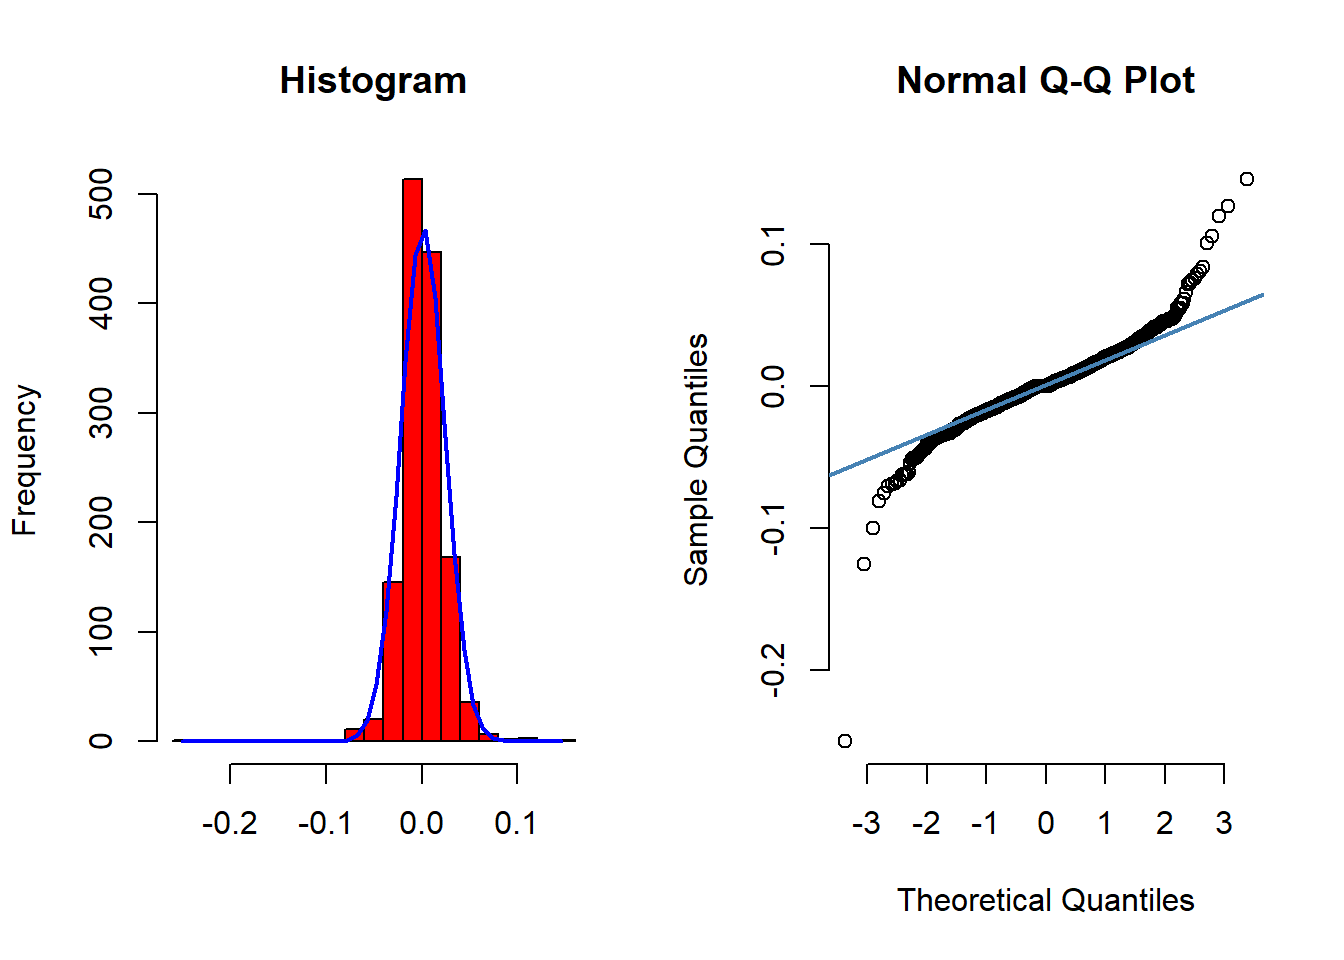 Histogram
Frequency
0
100
200
300
400
500
-0.2 -0.1 0.0 0.1
Normal Q-Q Plot
Sample Quantiles
-0.2
-0.1
0.0
0.1
-3 -2 -1 0 1 2 3
Theoretical Quantiles